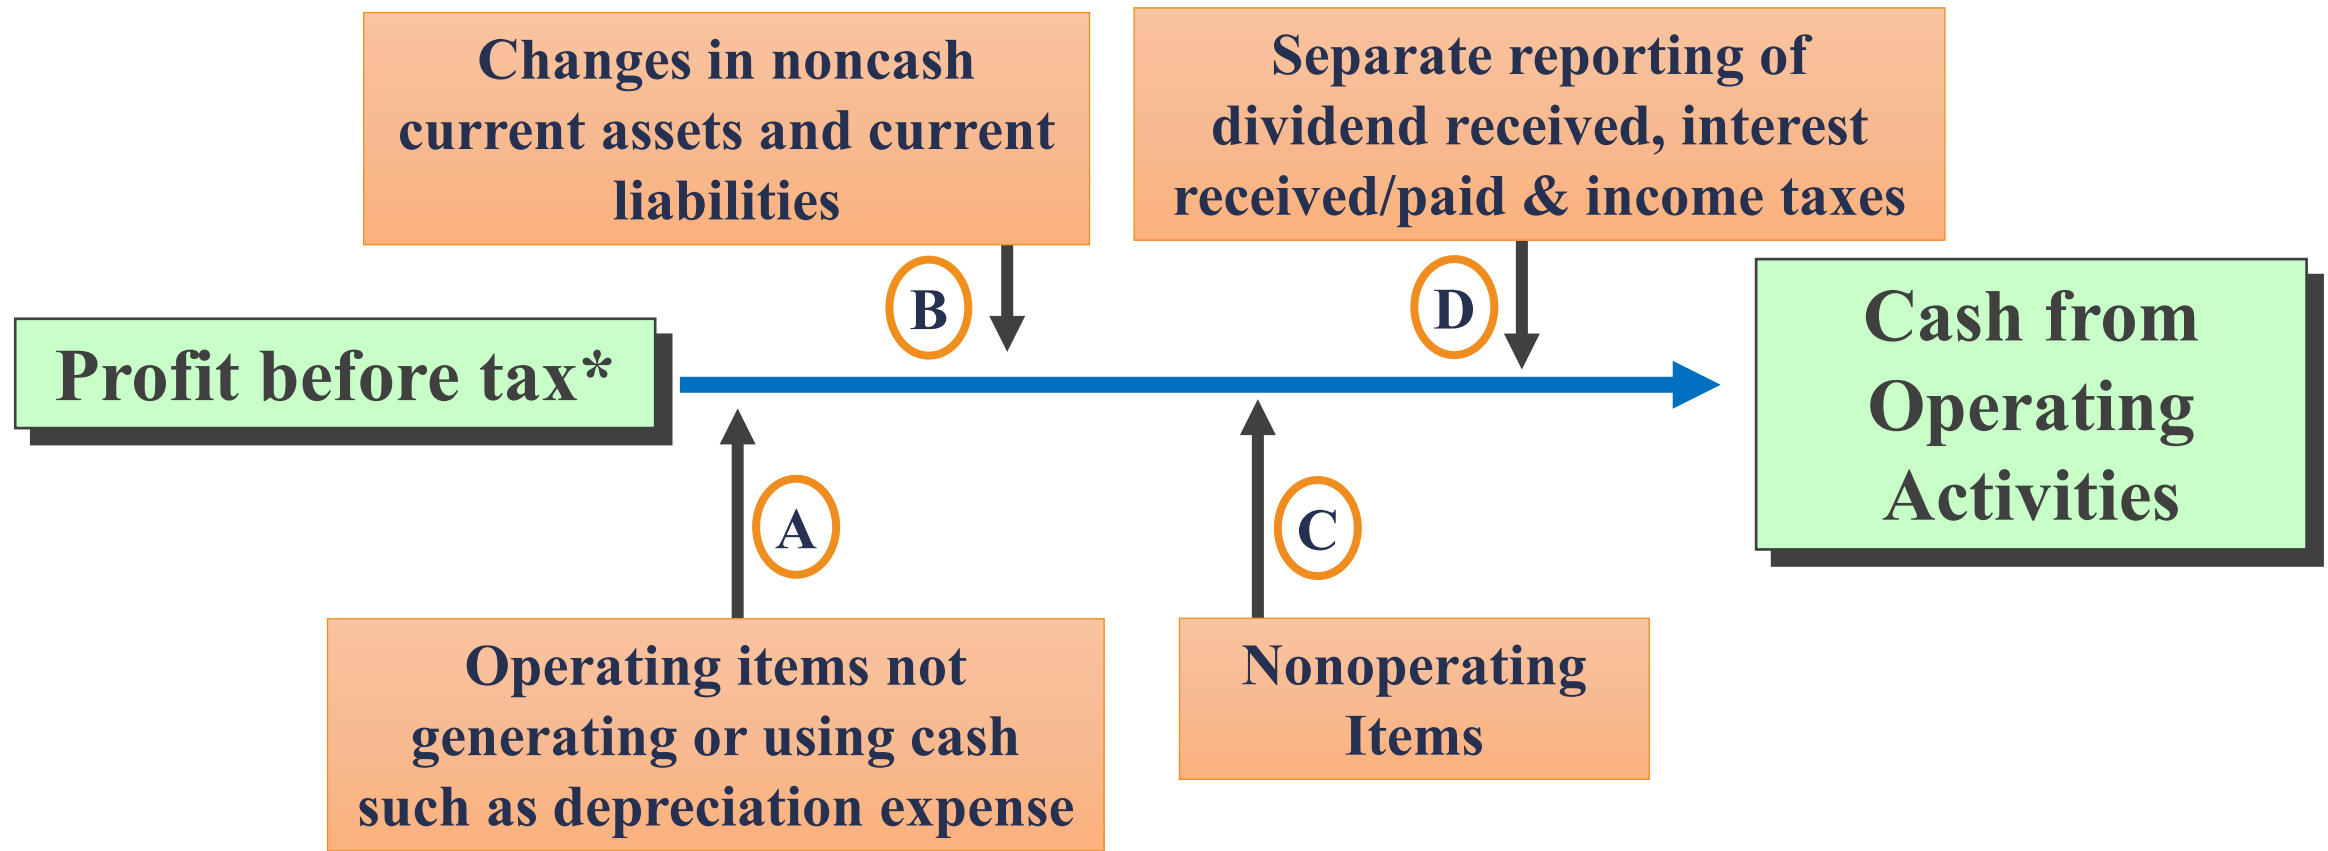 Changes in noncash
current assets and current
liabilities
Separate reporting of
dividend received, interest
received/paid & income taxes
B
D
Profit before tax*
Cash from
Operating
Activities
A
C
Operating items not
generating or using cash
such as depreciation expense
Nonoperating
Items